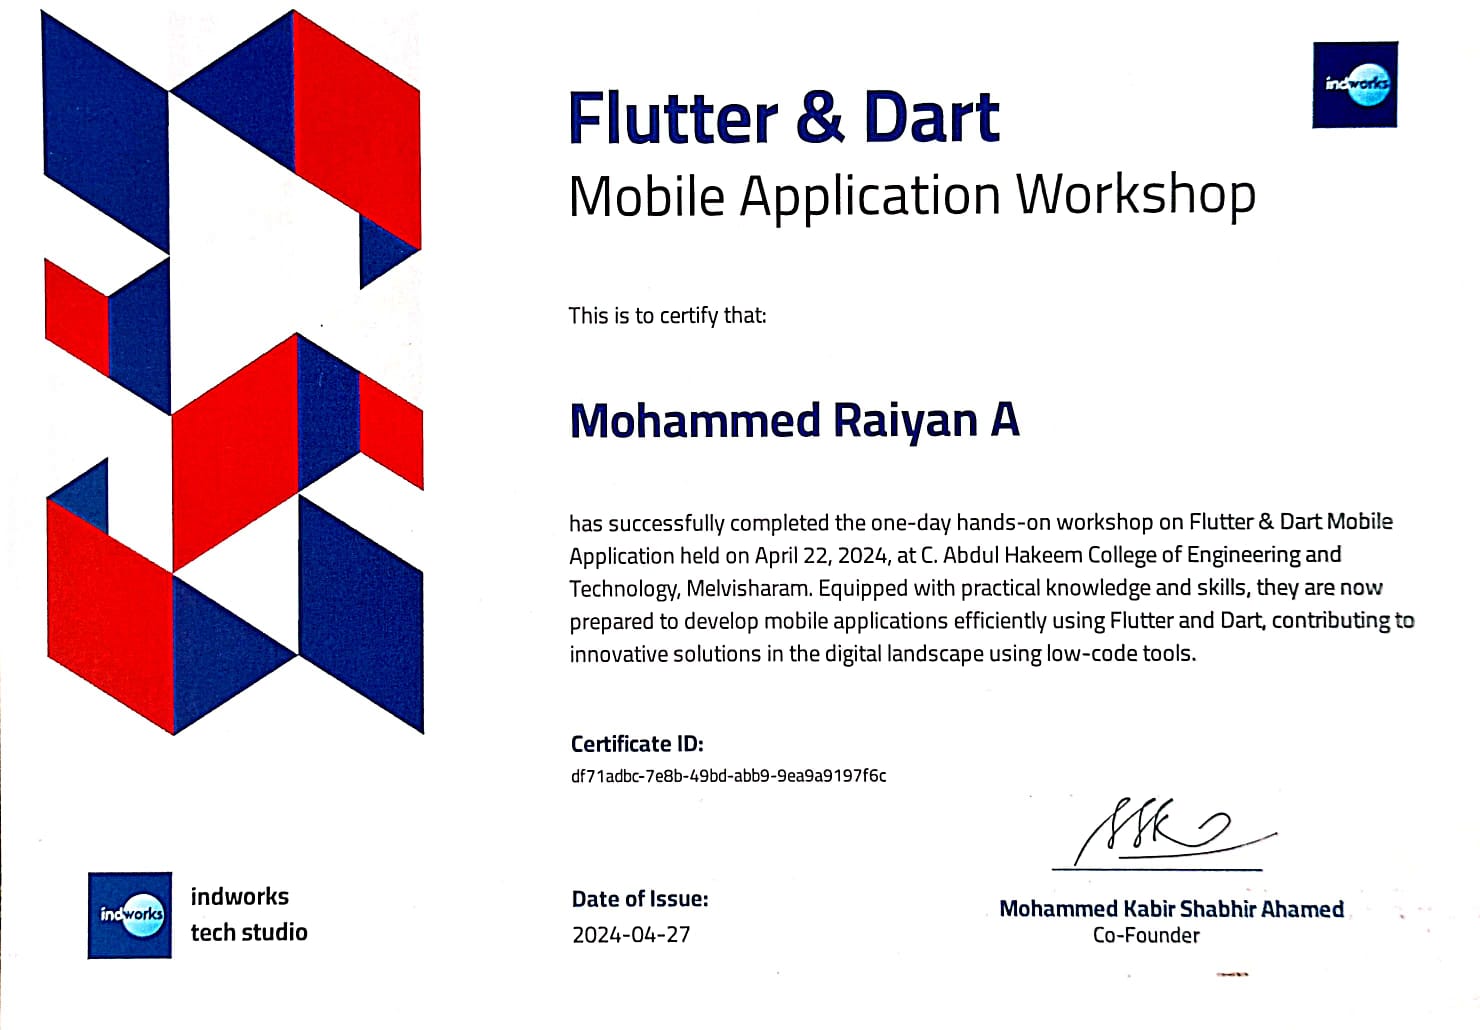 indworks
Flutter & Dart
Mobile Application Workshop
This is to certify that:
Mohammed Raiyan A
has successfully completed the one-day hands-on workshop on Flutter & Dart Mobile
Application held on April 22, 2024, at C. Abdul Hakeem College of Engineering and
Technology, Melvisharam. Equipped with practical knowledge and skills, they are now
prepared to develop mobile applications efficiently using Flutter and Dart, contributing to
innovative solutions in the digital landscape using low-code tools.
Certificate ID:
df71adbc-7e8b-49bd-abb9-9ea9a9197f6c
indworks
indworks
tech studio
Date of Issue:
2024-04-27
Mohammed Kabir Shabhir Ahamed
Co-Founder